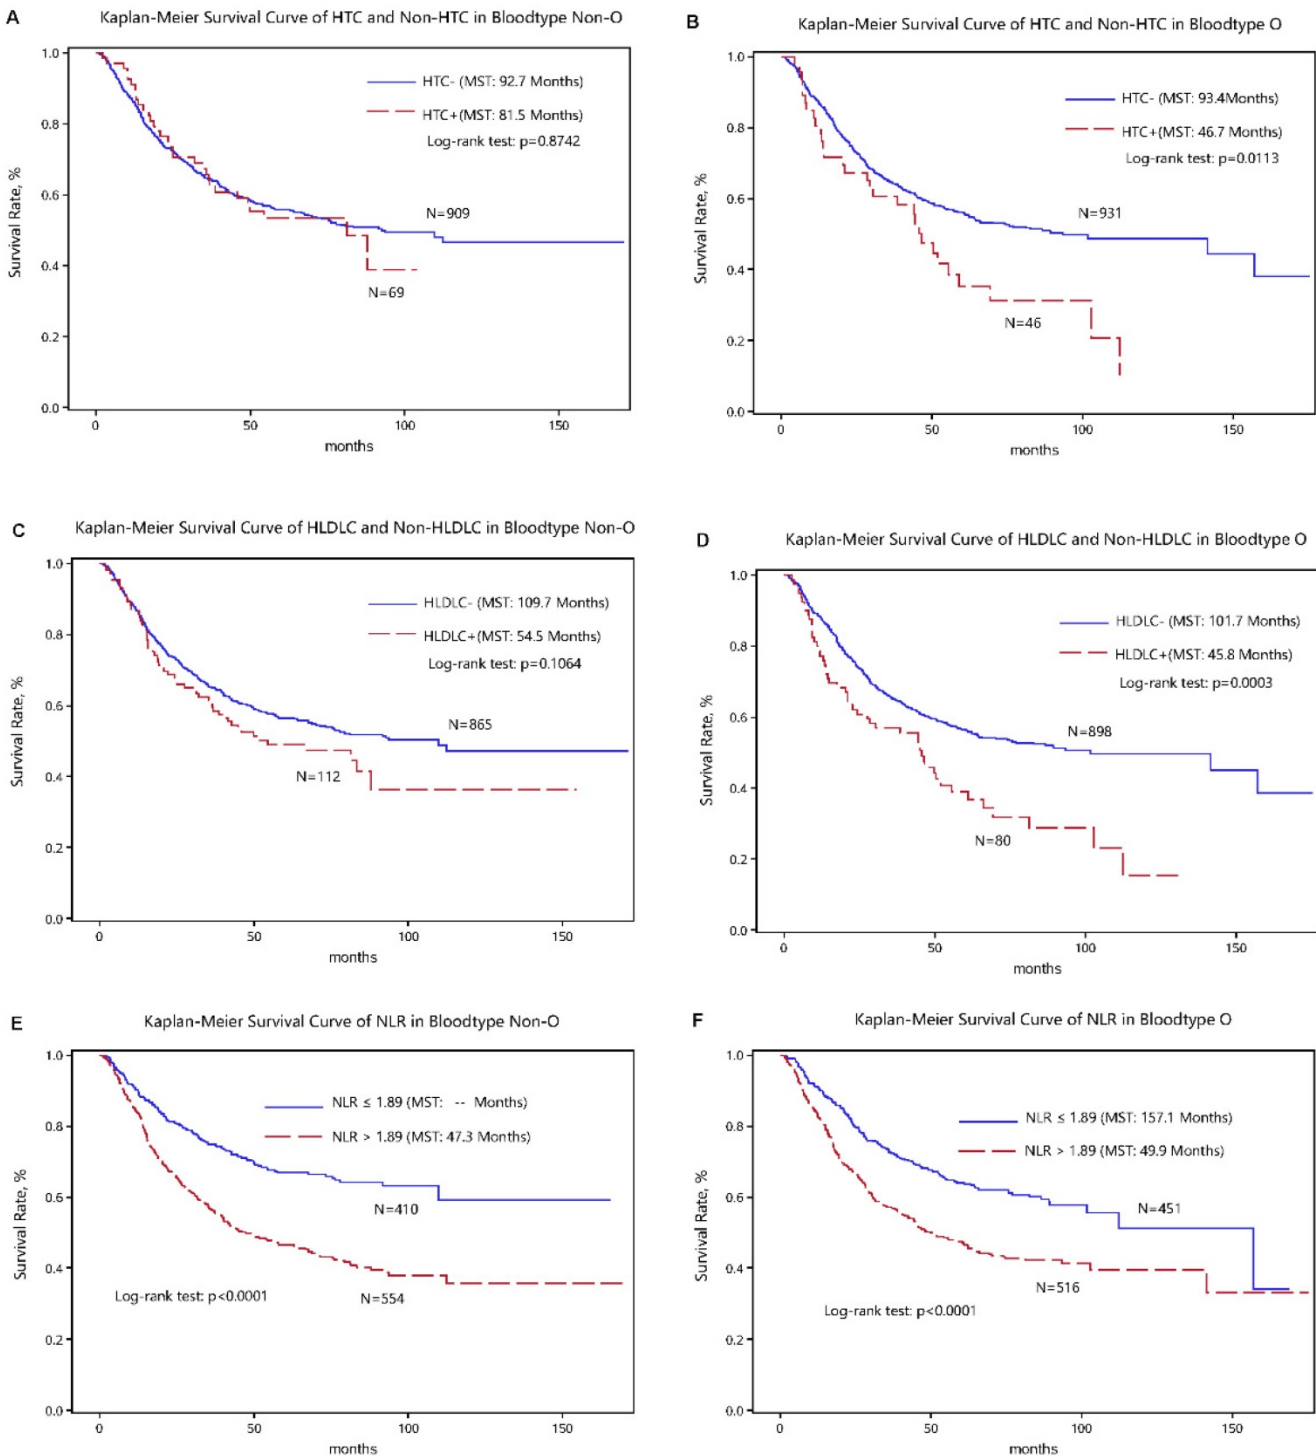 A
Kaplan-Meier Survival Curve of HTC and Non-HTC in Bloodtype Non-O
HTC- (MST: 92.7 Months)
HTC+(MST: 81.5 Months)
Log-rank test: p=0.8742
N=909
N=69
Survival Rate, %
1.0
0.8
0.6
0.4
0.2
0.0
0
50
100
150
months
B
Kaplan-Meier Survival Curve of HTC and Non-HTC in Bloodtype O
HTC- (MST: 93.4Months)
HTC+(MST: 46.7 Months)
Log-rank test: p=0.0113
N=931
N=46
Survival Rate, %
1.0
0.8
0.6
0.4
0.2
0.0
0
50
100
150
months
C
Kaplan-Meier Survival Curve of HLDLC and Non-HLDLC in Bloodtype Non-O
HLDLC- (MST: 109.7 Months)
HLDLC+(MST: 54.5 Months)
Log-rank test: p=0.1064
N=865
N=112
Survival Rate, %
1.0
0.8
0.6
0.4
0.2
0.0
0
50
100
150
months
D
Kaplan-Meier Survival Curve of HLDLC and Non-HLDLC in Bloodtype O
HLDLC- (MST: 101.7 Months)
HLDLC+(MST: 45.8 Months)
Log-rank test: p=0.0003
N=898
N=80
Survival Rate, %
1.0
0.8
0.6
0.4
0.2
0.0
0
50
100
150
months
E
Kaplan-Meier Survival Curve of NLR in Bloodtype Non-O
NLR ≤ 1.89 (MST: -- Months)
NLR > 1.89 (MST: 47.3 Months)
N=410
N=554
Log-rank test: p<0.0001
Survival Rate, %
1.0
0.8
0.6
0.4
0.2
0.0
0
50
100
150
months
F
Kaplan-Meier Survival Curve of NLR in Bloodtype O
NLR ≤ 1.89 (MST: 157.1 Months)
NLR > 1.89 (MST: 49.9 Months)
N=451
N=516
Log-rank test: p<0.0001
Survival Rate, %
1.0
0.8
0.6
0.4
0.2
0.0
0
50
100
150
months